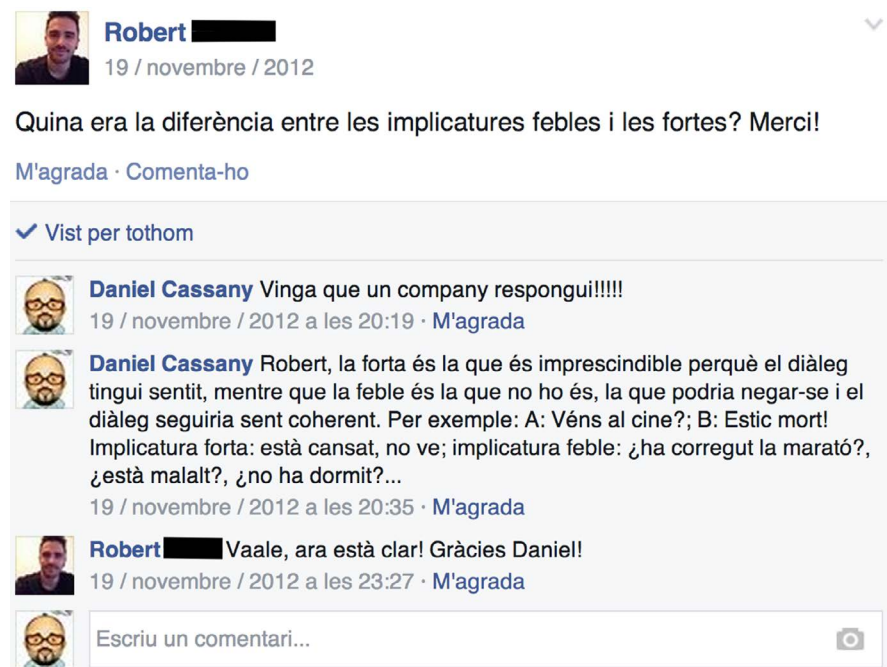 Robert
19 / novembre / 2012
Quina era la diferència entre les implicatures febles i les fortes? Merci!
M'agrada · Comenta-ho
Vist per tothom
Daniel Cassany Vinga que un company respongui!!!!!
19 / novembre / 2012 a les 20:19 · M'agrada
Daniel Cassany Robert, la forta és la que és imprescindible perquè el diàleg
tingui sentit, mentre que la feble és la que no ho és, la que podria negar-se i el
diàleg seguiria sent coherent. Per exemple: A: Véns al cine?; B: Estic mort!
Implicatura forta: està cansat, no ve; implicatura feble: ¿ha corregut la marató?,
¿està malalt?, ¿no ha dormit?...
19 / novembre / 2012 a les 20:35 · M'agrada
Robert Vaale, ara està clar! Gràcies Daniel!
19 / novembre / 2012 a les 23:27 · M'agrada
Escriu un comentari...